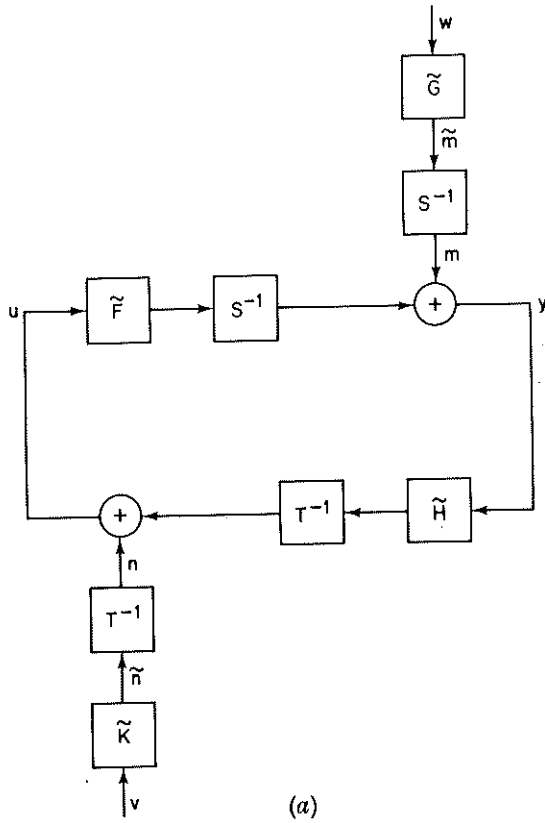 w
G̃
m̃
S⁻¹
m
u
F̃
S⁻¹
+
y
+
T⁻¹
H̃
n
T⁻¹
ñ
K̃
v
(a)